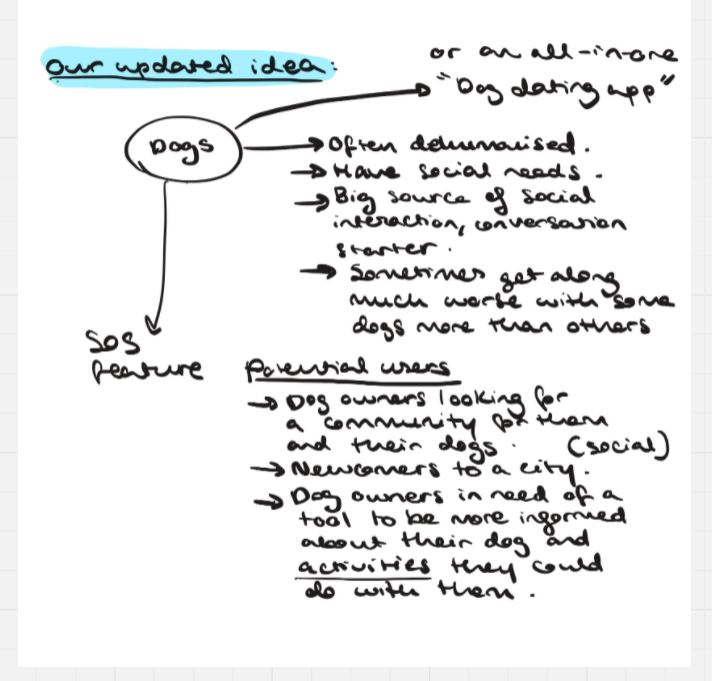 our updated idea:
or an all-in-one
"Dog dating app"
Dogs
→ Often dehumanised.
→ Have social needs.
→ Big source of social
interaction, conversation
starter.
→ Sometimes get along
much worse with some
dogs more than others
SOS
feature
Potential users
→ Dog owners looking for
a community for them
and their dogs. (social)
→ Newcomers to a city.
→ Dog owners in need of a
tool to be more informed
about their dog and
activities they could
do with them.